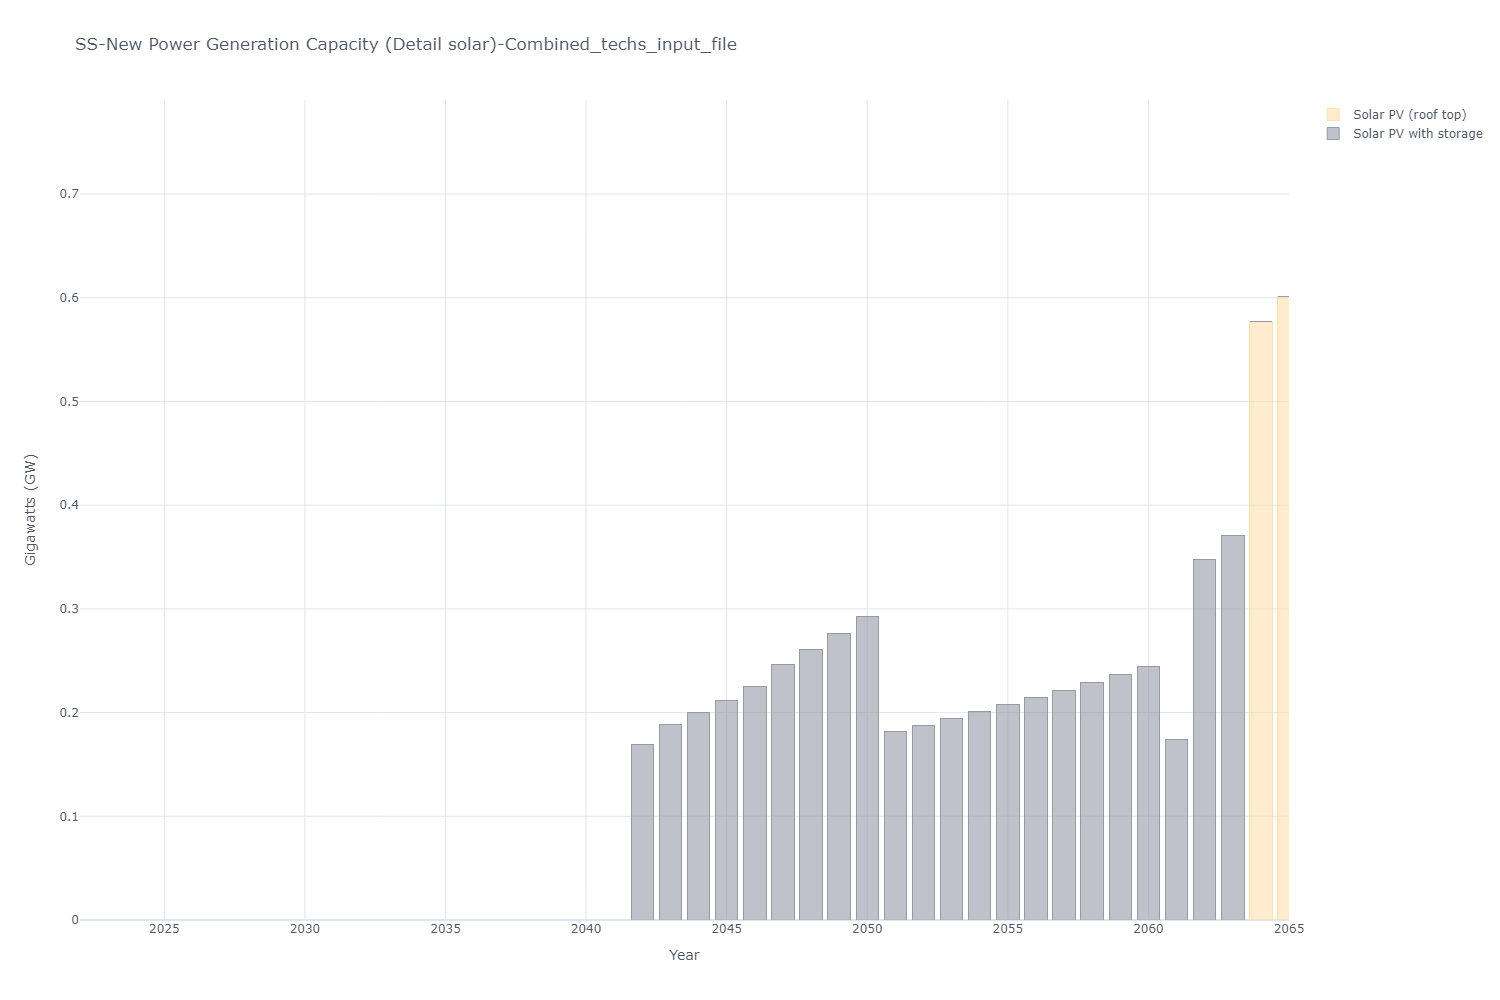 SS-New Power Generation Capacity (Detail solar)-Combined_techs_input_file
Solar PV (roof top)
Solar PV with storage
0.7
0.6
0.5
0.4
0.3
0.2
0.1
0
Gigawatts (GW)
2025 2030 2035 2040 2045 2050 2055 2060 2065
Year